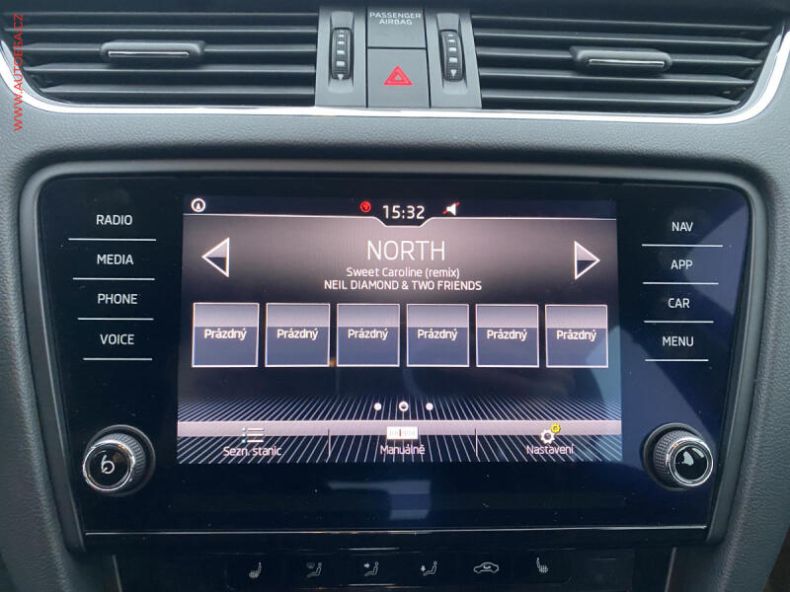 WWW.AUTOESA.CZ
PASSENGER
AIRBAG
RADIO
MEDIA
PHONE
VOICE
15:32
NORTH
Sweet Caroline (remix)
NEIL DIAMOND & TWO FRIENDS
Prázdný Prázdný Prázdný Prázdný Prázdný Prázdný
Sezn. stanic Manuálně Nastavení
NAV
APP
CAR
MENU